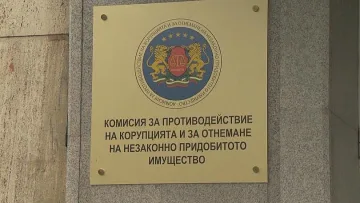 КОМИСИЯ ЗА ПРОТИВОДЕЙСТВИЕ
НА КОРУПЦИЯТА И ЗА ОТНЕМАНЕ
НА НЕЗАКОННО ПРИДОБИТОТО
ИМУЩЕСТВО